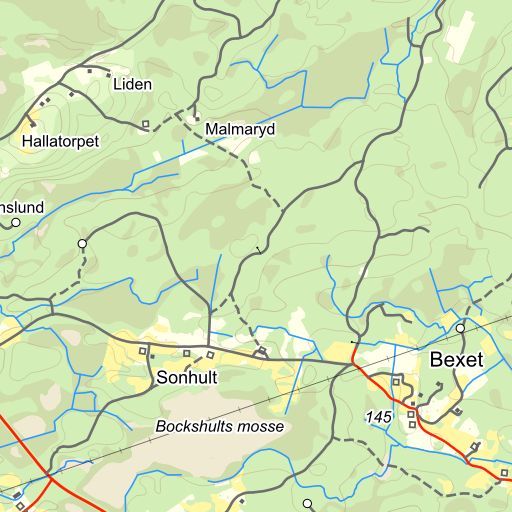 Liden
Malmaryd
Hallatorpet
nslund
Bexet
Sonhult
145
Bockshults mosse